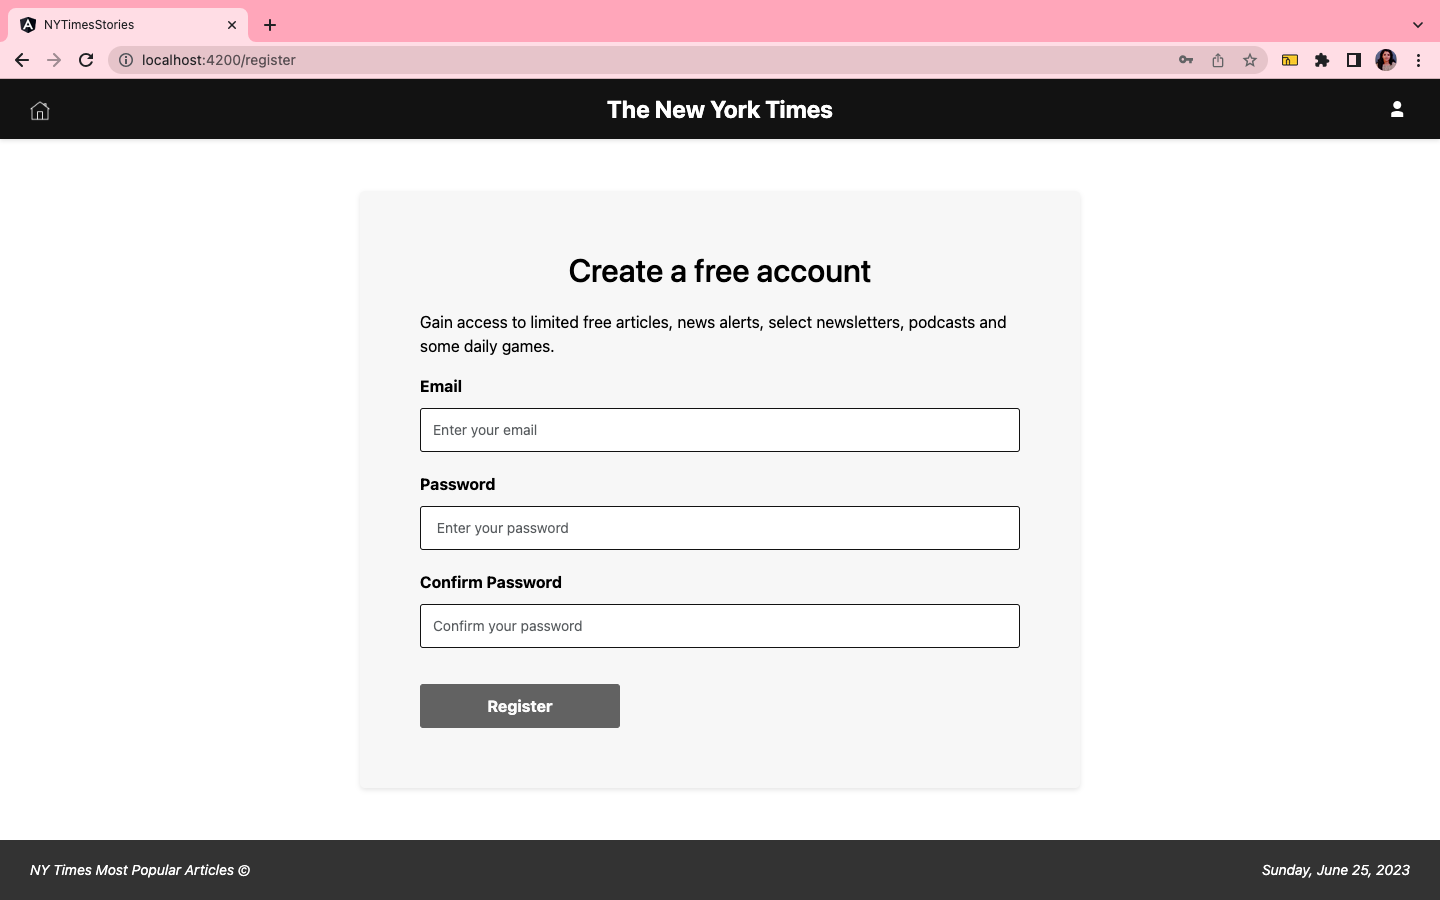 NYTimesStories
localhost:4200/register
The New York Times
Create a free account
Gain access to limited free articles, news alerts, select newsletters, podcasts and
some daily games.
Email
Enter your email
Password
Enter your password
Confirm Password
Confirm your password
Register
NY Times Most Popular Articles ©
Sunday, June 25, 2023